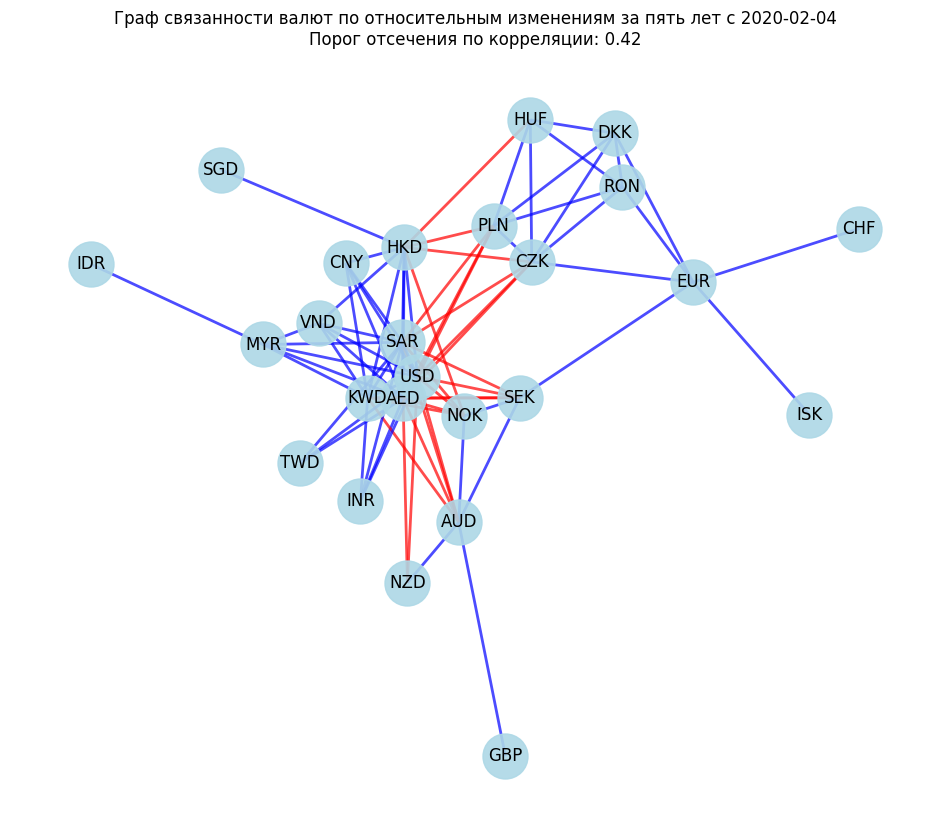 Граф связанности валют по относительным изменениям за пять лет с 2020-02-04
Порог отсечения по корреляции: 0.42
HUF
DKK
SGD
RON
PLN
CHF
HKD
CNY
CZK
IDR
EUR
VND
SAR
MYR
USD
KWD
AED
SEK
NOK
ISK
TWD
INR
AUD
NZD
GBP